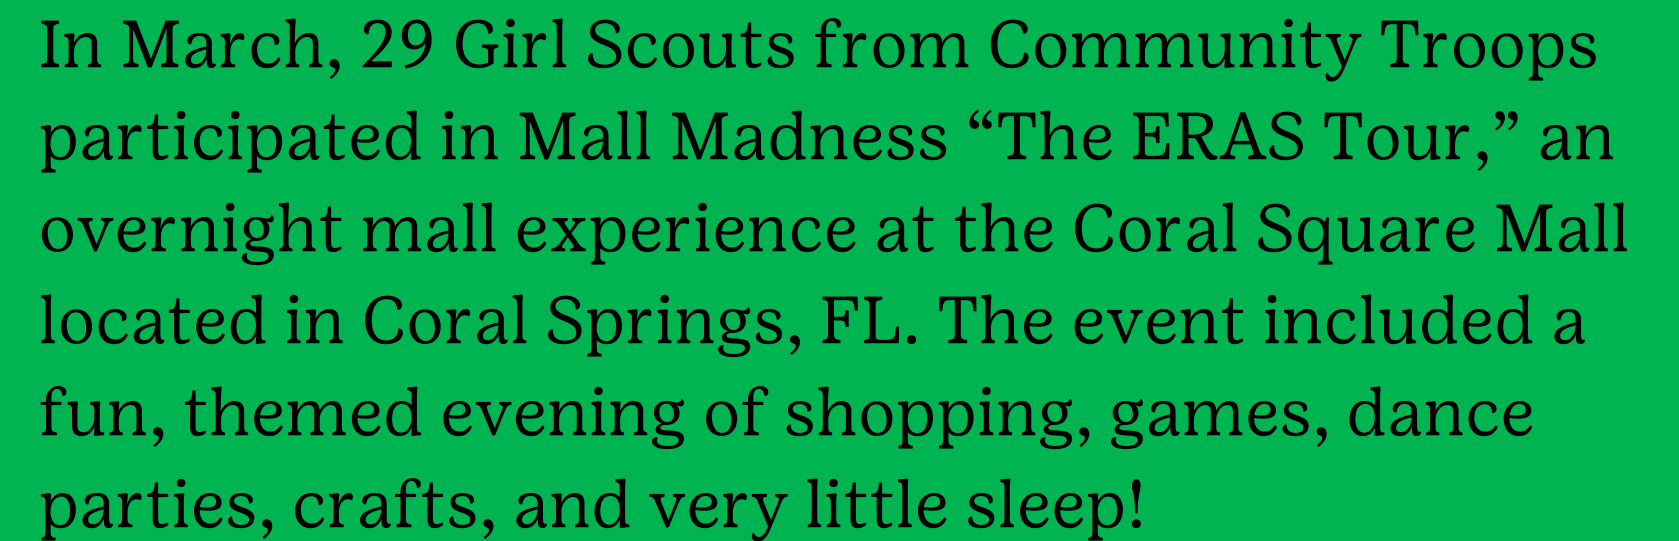 In March, 29 Girl Scouts from Community Troops
participated in Mall Madness “The ERAS Tour,” an
overnight mall experience at the Coral Square Mall
located in Coral Springs, FL. The event included a
fun, themed evening of shopping, games, dance
parties, crafts, and very little sleep!